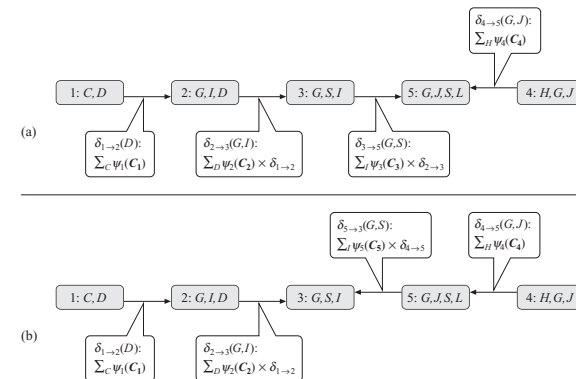 δ4→5(G, J):
∑H ψ4(C4)
1: C, D
2: G, I, D
3: G, S, I
5: G, J, S, L
4: H, G, J
(a)
δ1→2(D):
∑C ψ1(C1)
δ2→3(G, I):
∑D ψ2(C2) × δ1→2
δ3→5(G, S):
∑I ψ3(C3) × δ2→3
δ5→3(G, S):
∑I ψ5(C5) × δ4→5
δ4→5(G, J):
∑H ψ4(C4)
1: C, D
2: G, I, D
3: G, S, I
5: G, J, S, L
4: H, G, J
(b)
δ1→2(D):
∑C ψ1(C1)
δ2→3(G, I):
∑D ψ2(C2) × δ1→2